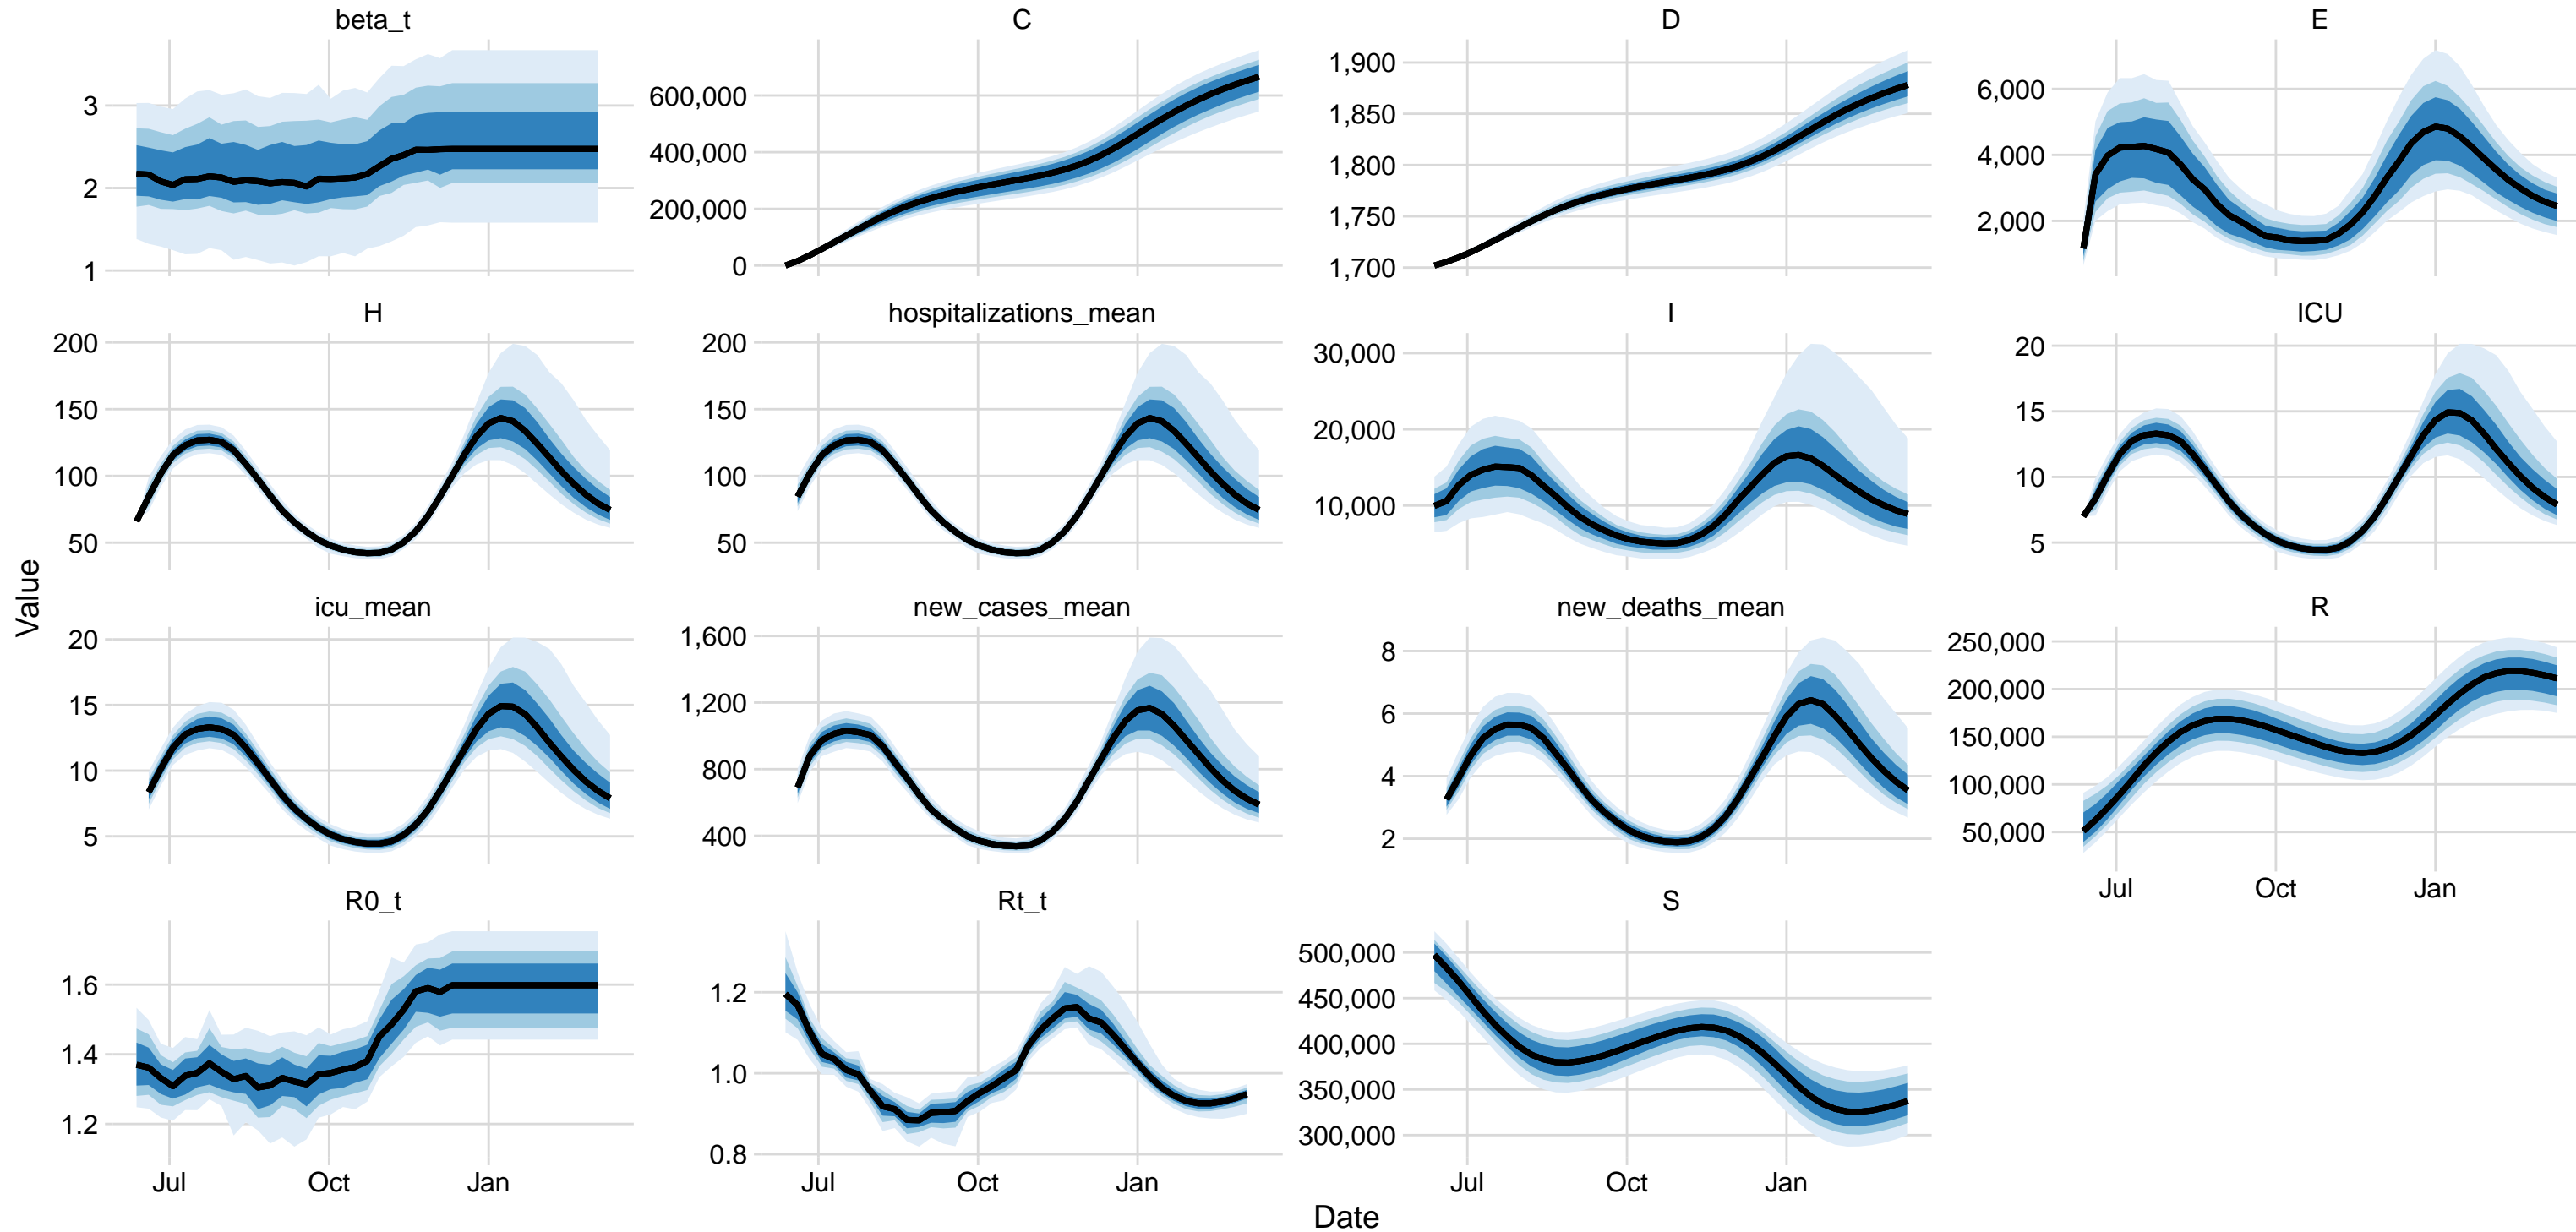 beta_t
C
D
E
3
2
1
600,000
400,000
200,000
0
1,900
1,850
1,800
1,750
1,700
6,000
4,000
2,000
H
hospitalizations_mean
I
ICU
200
150
100
50
200
150
100
50
30,000
20,000
10,000
20
15
10
5
Value
icu_mean
new_cases_mean
new_deaths_mean
R
20
15
10
5
1,600
1,200
800
400
8
6
4
2
250,000
200,000
150,000
100,000
50,000
Jul Oct Jan
R0_t
Rt_t
S
1.6
1.4
1.2
1.2
1.0
0.8
500,000
450,000
400,000
350,000
300,000
Jul Oct Jan
Jul Oct Jan
Jul Oct Jan
Date